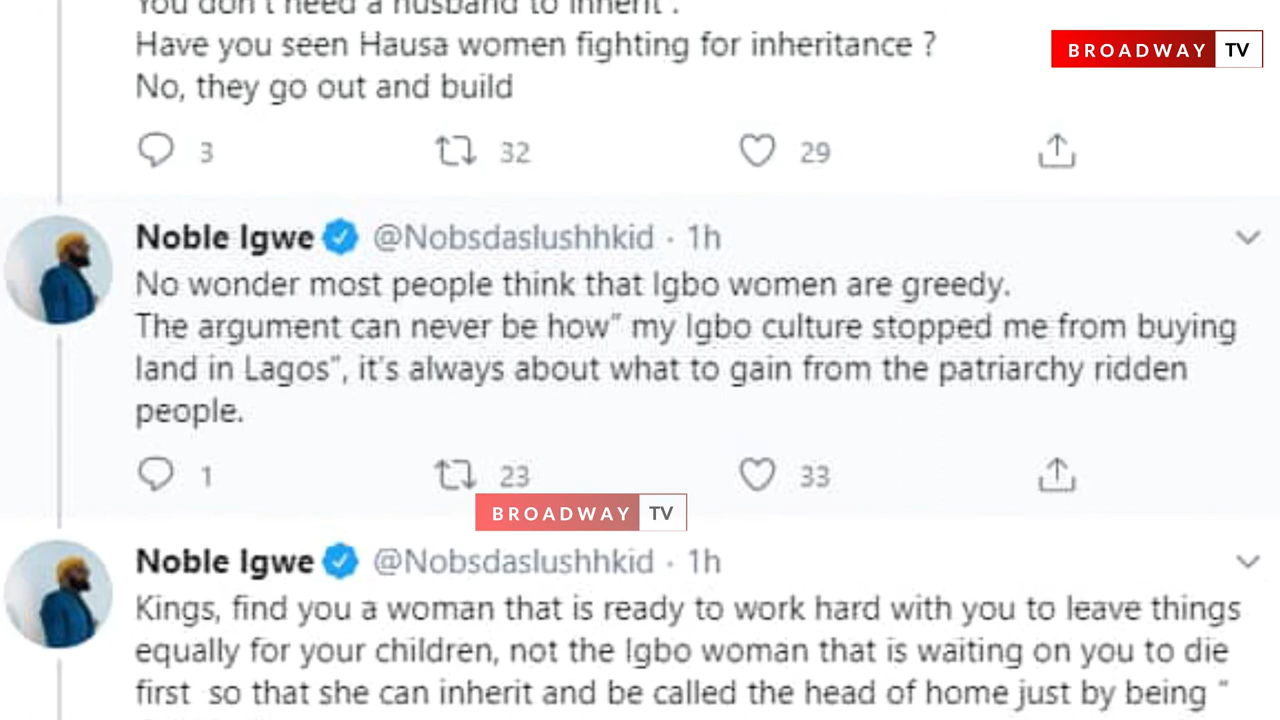 You don't need a husband to inherit .
Have you seen Hausa women fighting for inheritance ?
No, they go out and build
BROADWAY TV
3 32 29
Noble Igwe @Nobsdaslushhkid · 1h
No wonder most people think that Igbo women are greedy.
The argument can never be how” my Igbo culture stopped me from buying
land in Lagos”, it’s always about what to gain from the patriarchy ridden
people.
1 23 33
BROADWAY TV
Noble Igwe @Nobsdaslushhkid · 1h
Kings, find you a woman that is ready to work hard with you to leave things
equally for your children, not the Igbo woman that is waiting on you to die
first so that she can inherit and be called the head of home just by being “